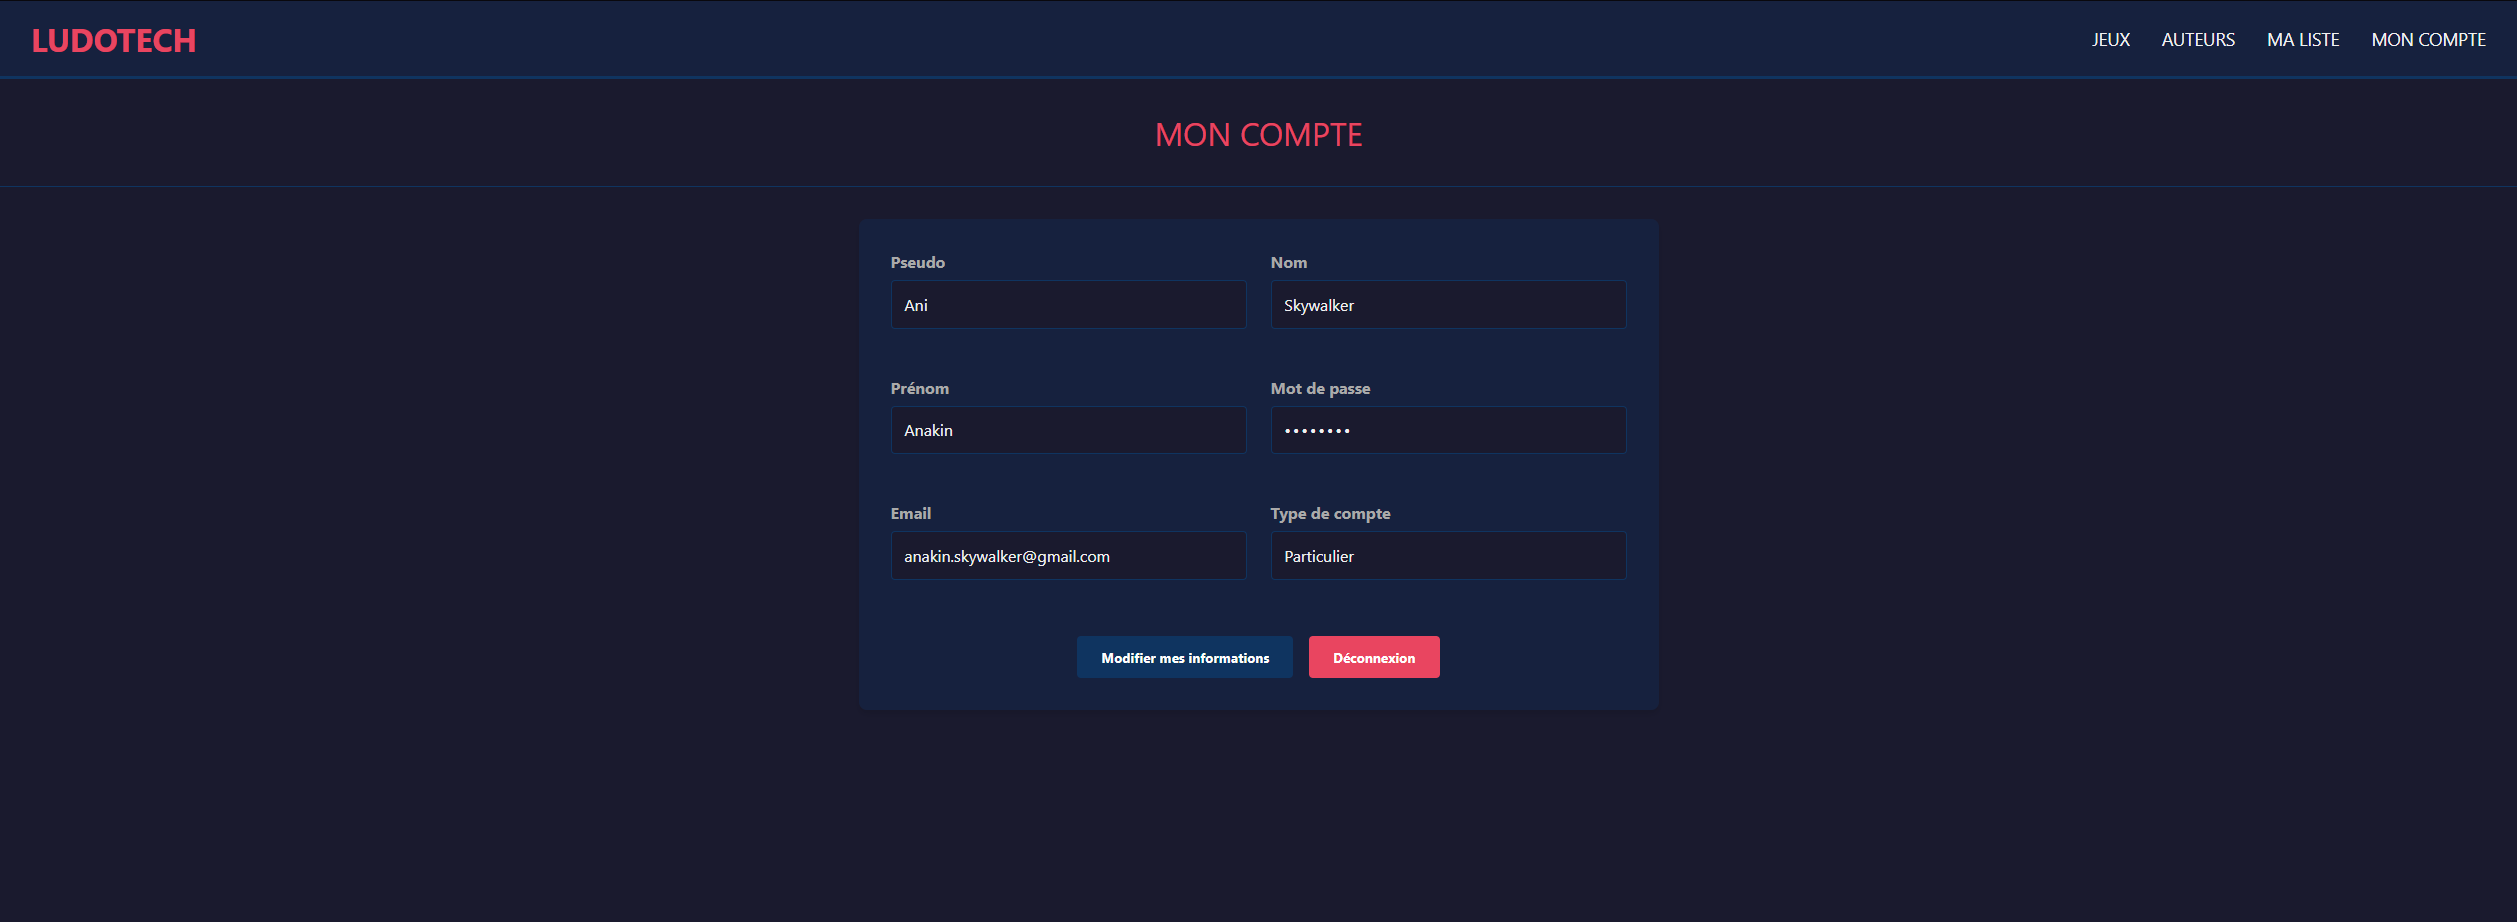 LUDOTECH
JEUX AUTEURS MA LISTE MON COMPTE
MON COMPTE
Pseudo Nom
Ani Skywalker
Prénom Mot de passe
Anakin ••••••••
Email Type de compte
anakin.skywalker@gmail.com Particulier
Modifier mes informations Déconnexion